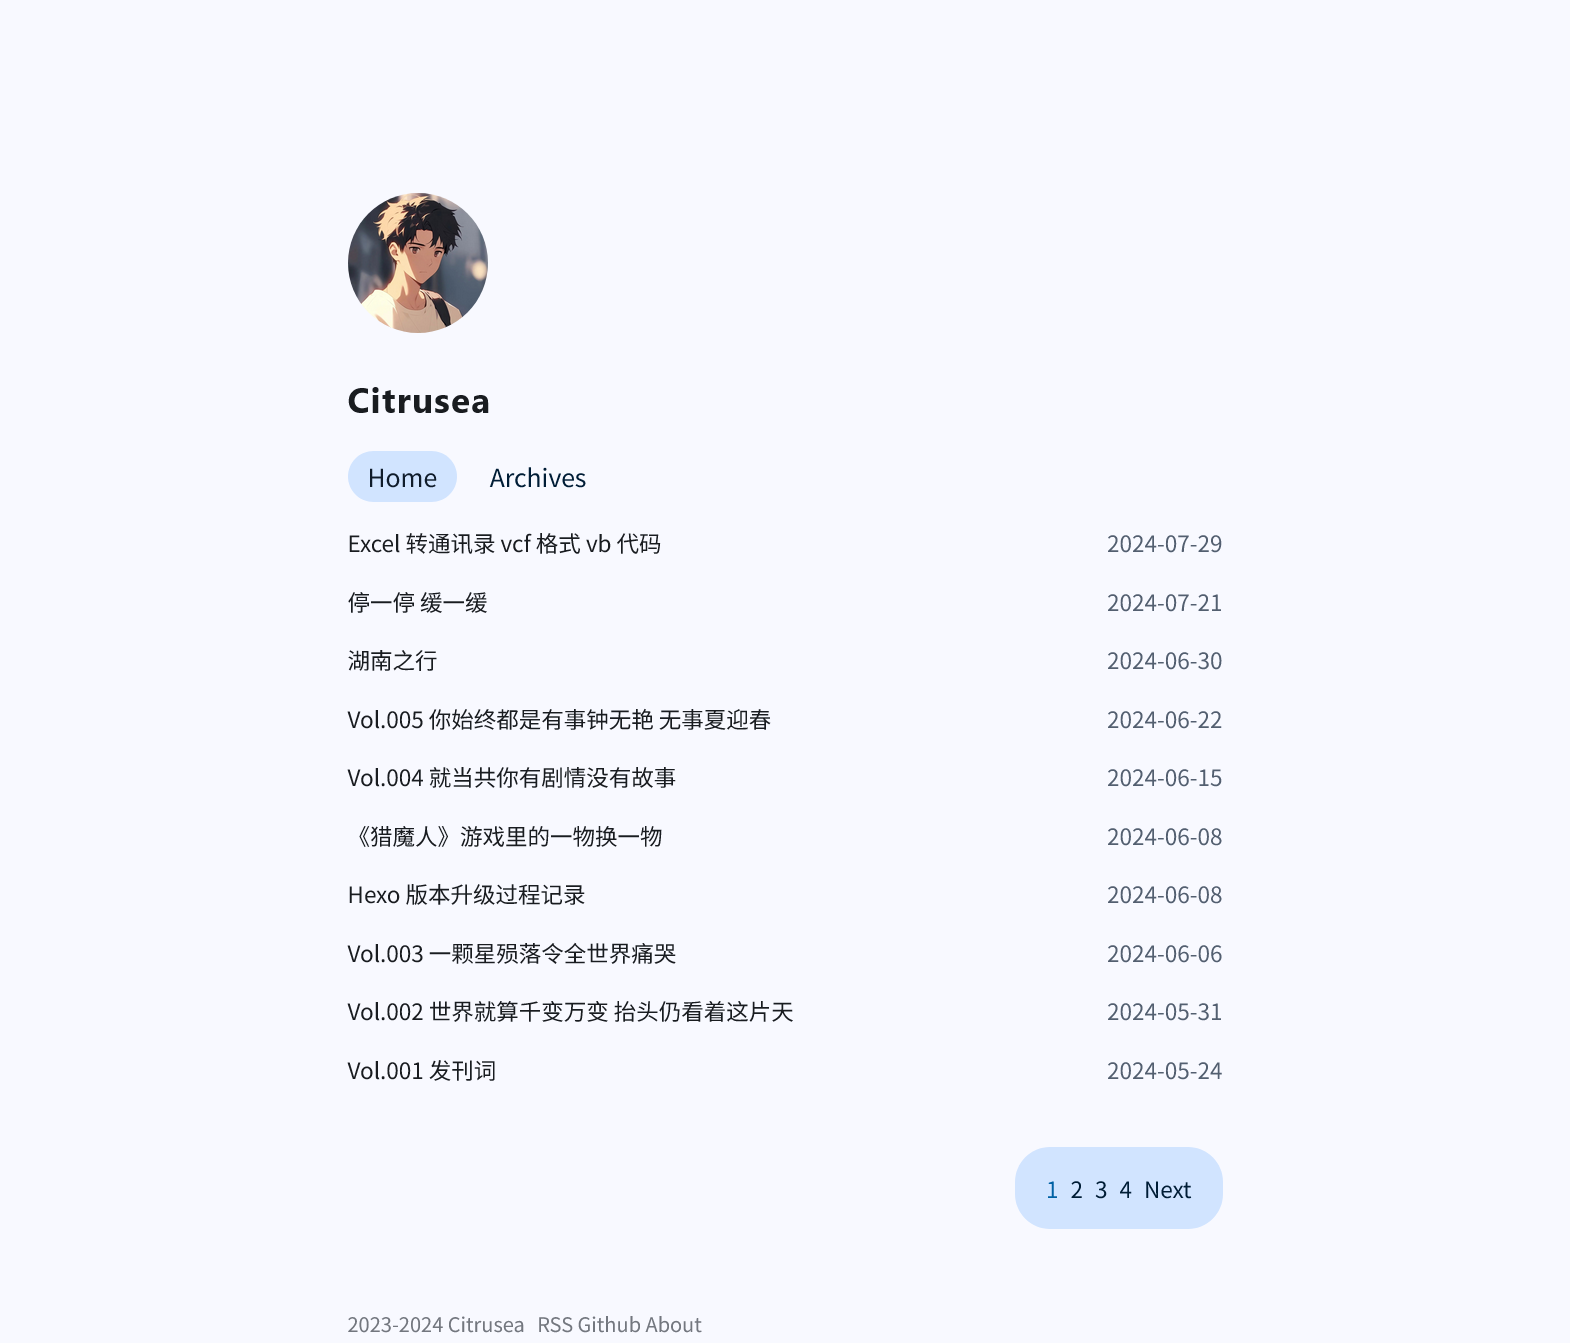 Citrusea
Home Archives
Excel 转通讯录 vcf 格式 vb 代码 2024-07-29
停一停 缓一缓 2024-07-21
湖南之行 2024-06-30
Vol.005 你始终都是有事钟无艳 无事夏迎春 2024-06-22
Vol.004 就当共你有剧情没有故事 2024-06-15
《猎魔人》游戏里的一物换一物 2024-06-08
Hexo 版本升级过程记录 2024-06-08
Vol.003 一颗星殒落令全世界痛哭 2024-06-06
Vol.002 世界就算千变万变 抬头仍看着这片天 2024-05-31
Vol.001 发刊词 2024-05-24
1 2 3 4 Next
2023-2024 Citrusea RSS Github About